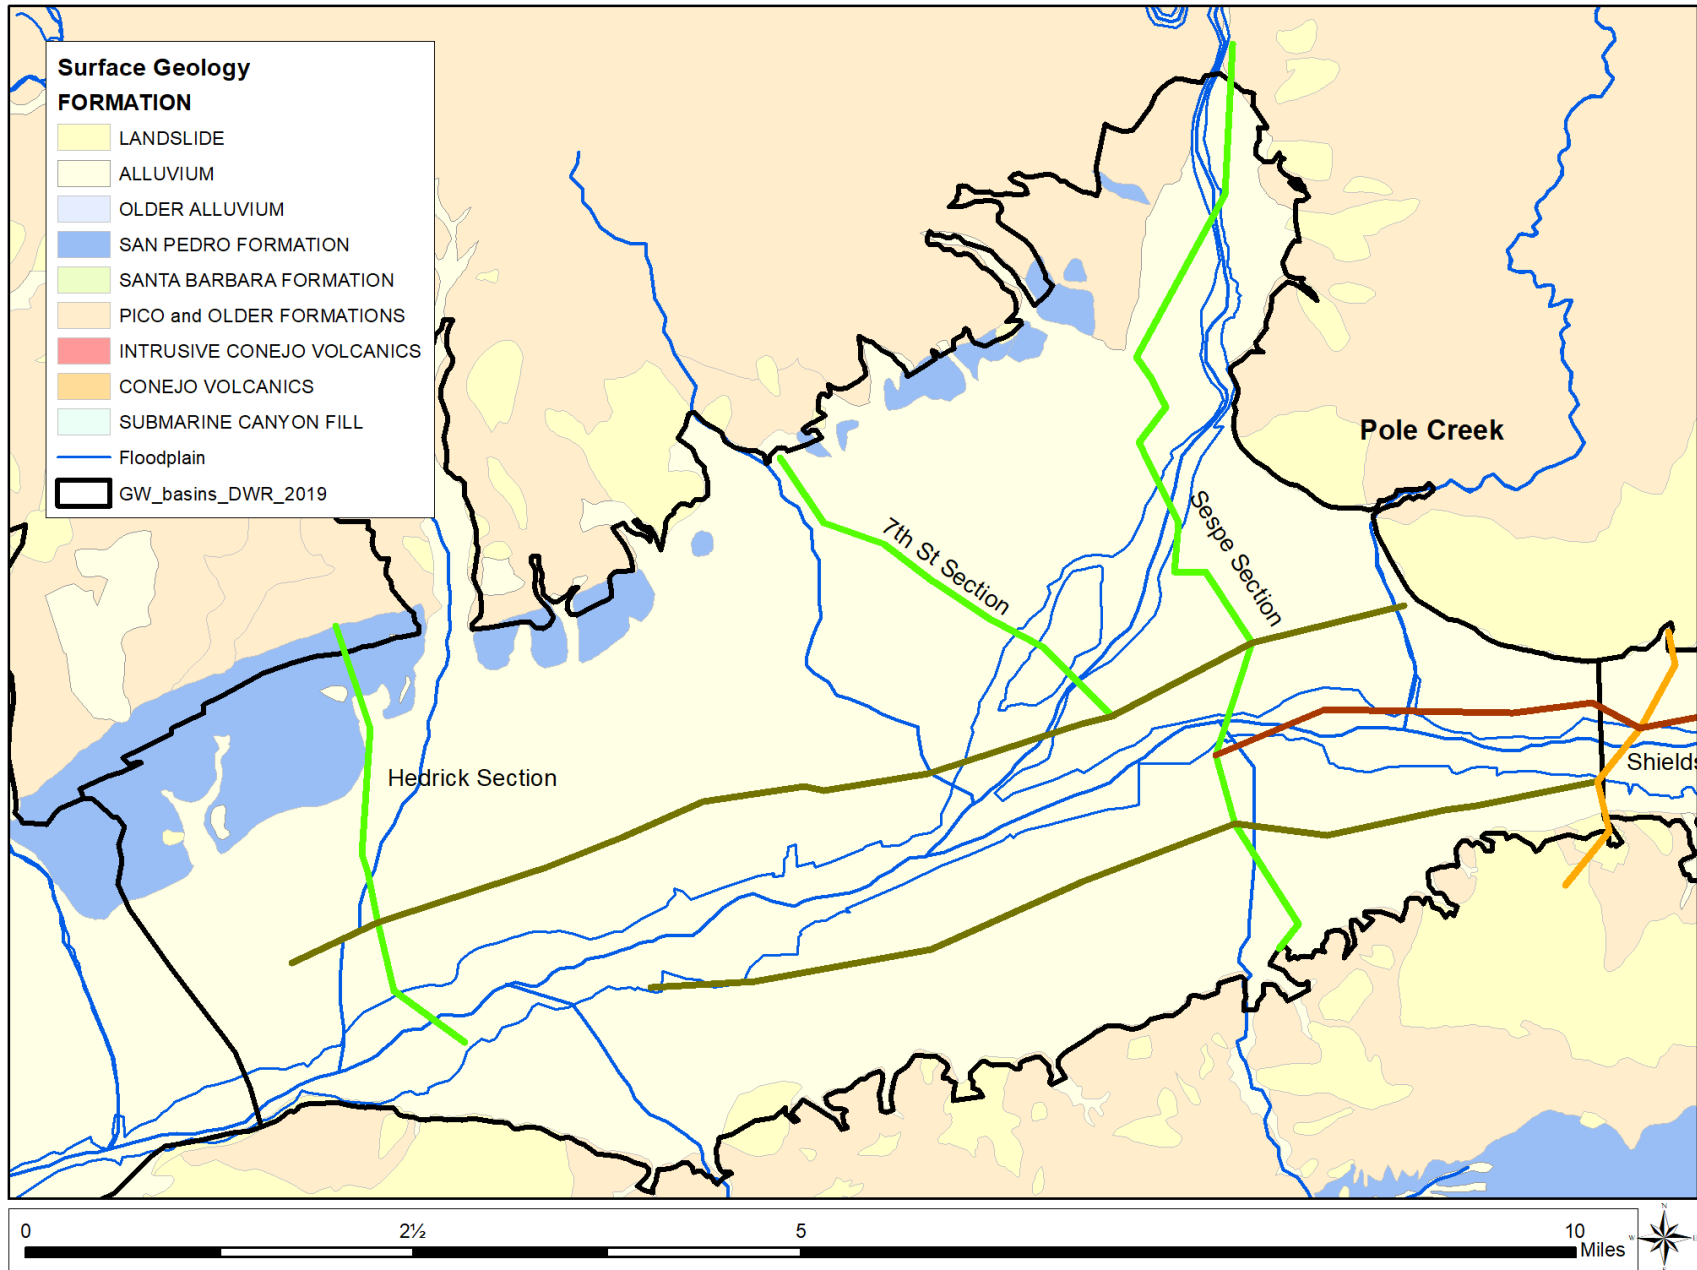 Surface Geology
FORMATION
LANDSLIDE
ALLUVIUM
OLDER ALLUVIUM
SAN PEDRO FORMATION
SANTA BARBARA FORMATION
PICO and OLDER FORMATIONS
INTRUSIVE CONEJO VOLCANICS
CONEJO VOLCANICS
SUBMARINE CANYON FILL
Floodplain
GW_basins_DWR_2019
Pole Creek
7th St Section
Sespe Section
Hedrick Section
Shields
0 2½ 5 10
Miles
N
W E
S